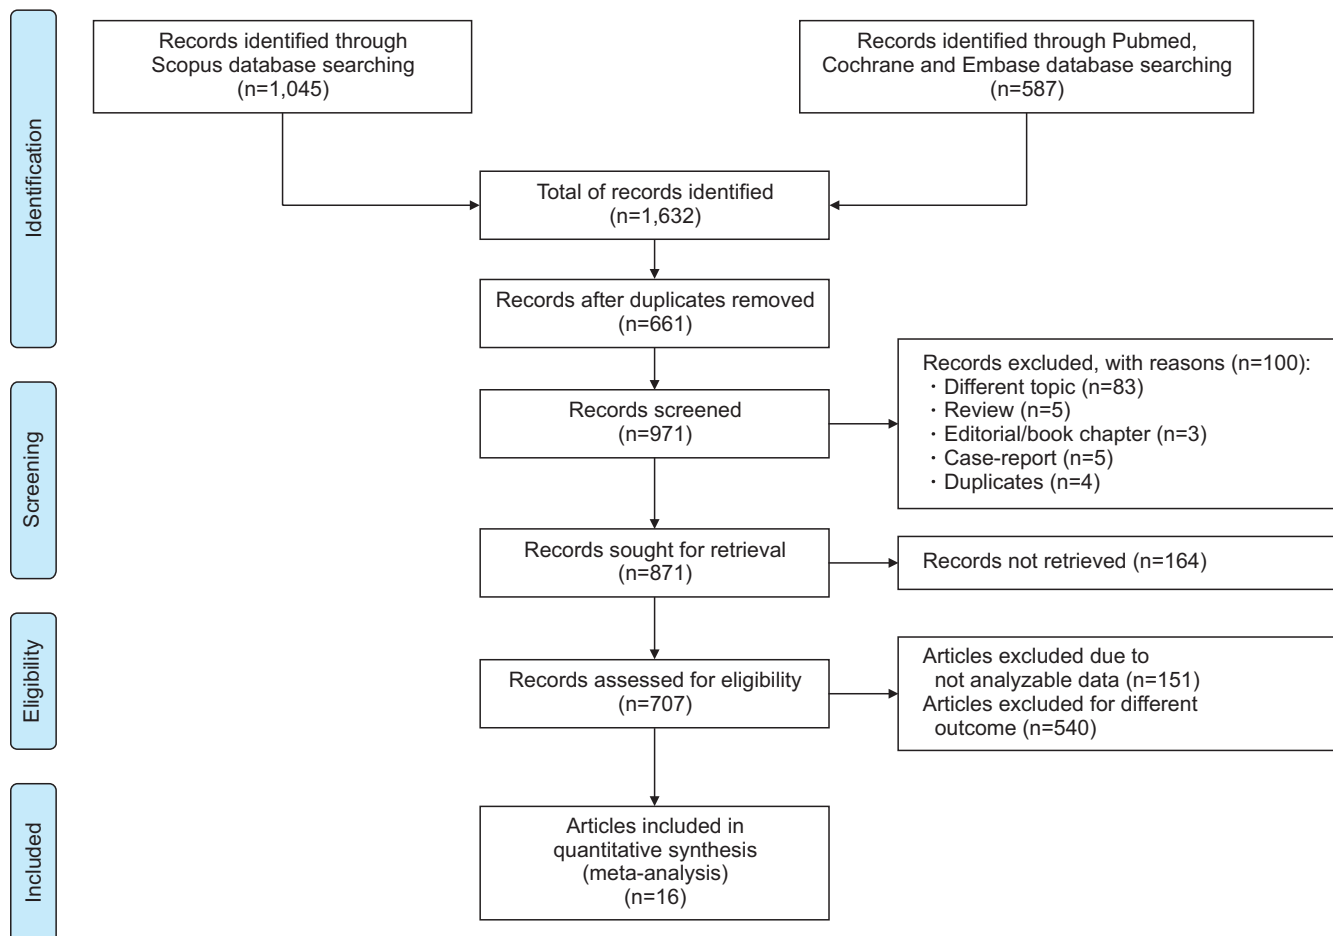 Identification
Records identified through
Scopus database searching
(n=1,045)
Records identified through Pubmed,
Cochrane and Embase database searching
(n=587)
Total of records identified
(n=1,632)
Records after duplicates removed
(n=661)
Screening
Records screened
(n=971)
Records excluded, with reasons (n=100):
· Different topic (n=83)
· Review (n=5)
· Editorial/book chapter (n=3)
· Case-report (n=5)
· Duplicates (n=4)
Records sought for retrieval
(n=871)
Records not retrieved (n=164)
Eligibility
Records assessed for eligibility
(n=707)
Articles excluded due to
not analyzable data (n=151)
Articles excluded for different
outcome (n=540)
Included
Articles included in
quantitative synthesis
(meta-analysis)
(n=16)